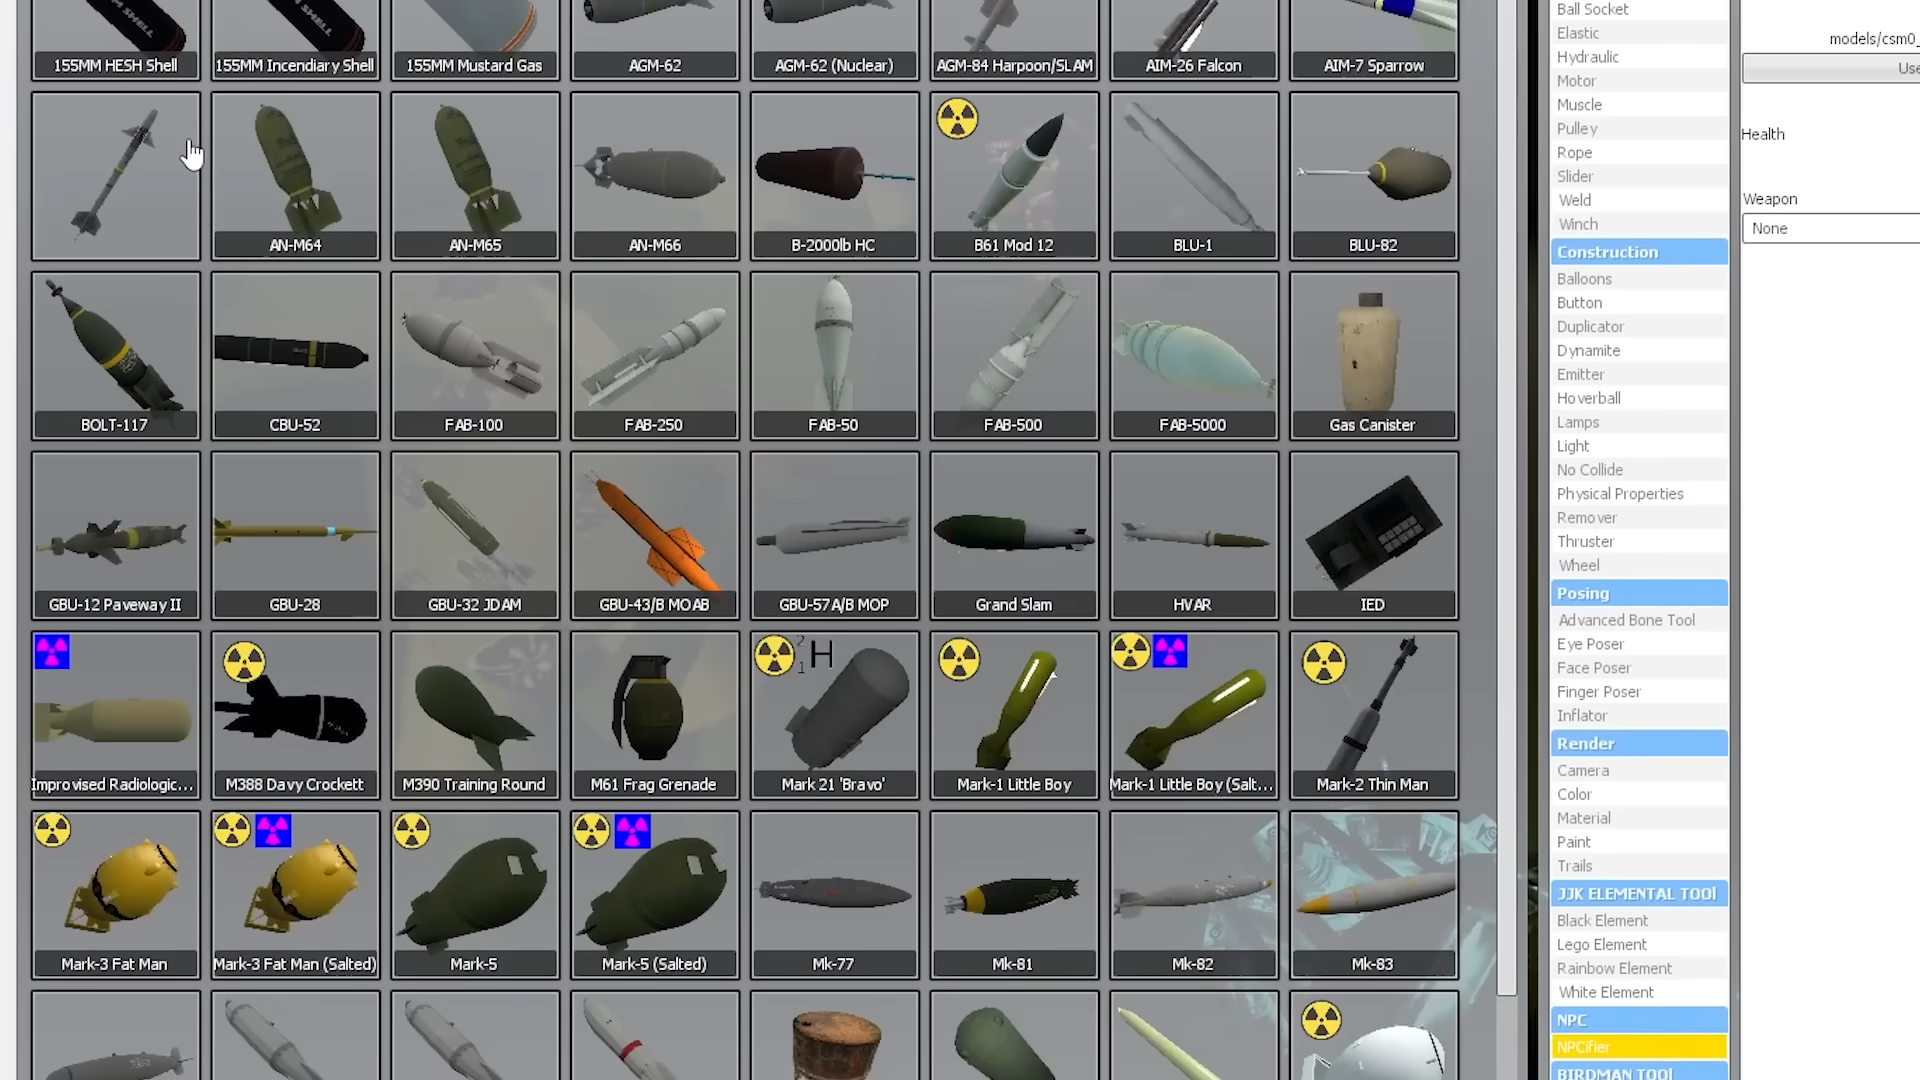 M SHELL
M SHELL
155MM HESH Shell
155MM Incendiary Shell
155MM Mustard Gas
AGM-62
AGM-62 (Nuclear)
AGM-84 Harpoon/SLAM
AIM-26 Falcon
AIM-7 Sparrow
AN-M64
AN-M65
AN-M66
B-2000lb HC
B61 Mod 12
BLU-1
BLU-82
BOLT-117
CBU-52
FAB-100
FAB-250
FAB-50
FAB-500
FAB-5000
Gas Canister
GBU-12 Paveway II
GBU-28
GBU-32 JDAM
GBU-43/B MOAB
GBU-57A/B MOP
Grand Slam
HVAR
IED
2
1 H
Improvised Radiologic...
M388 Davy Crockett
M390 Training Round
M61 Frag Grenade
Mark 21 'Bravo'
Mark-1 Little Boy
Mark-1 Little Boy (Salt...
Mark-2 Thin Man
Mark-3 Fat Man
Mark-3 Fat Man (Salted)
Mark-5
Mark-5 (Salted)
Mk-77
Mk-81
Mk-82
Mk-83
Ball Socket
Elastic
Hydraulic
Motor
Muscle
Pulley
Rope
Slider
Weld
Winch
Construction
Balloons
Button
Duplicator
Dynamite
Emitter
Hoverball
Lamps
Light
No Collide
Physical Properties
Remover
Thruster
Wheel
Posing
Advanced Bone Tool
Eye Poser
Face Poser
Finger Poser
Inflator
Render
Camera
Color
Material
Paint
Trails
JJK ELEMENTAL TOOl
Black Element
Lego Element
Rainbow Element
White Element
NPC
NPCifier
BIRDMAN TOOl
models/csm0_
Use
Health
Weapon
None